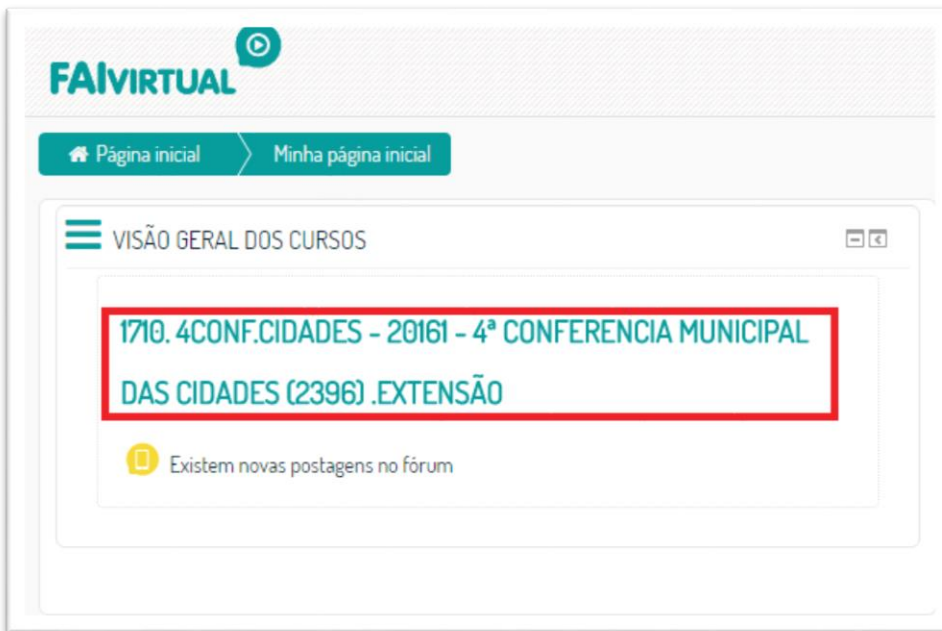 FAIVIRTUAL
Página inicial
Minha página inicial
VISÃO GERAL DOS CURSOS
1710. 4CONF.CIDADES - 20161 - 4ª CONFERENCIA MUNICIPAL
DAS CIDADES (2396) .EXTENSÃO
Existem novas postagens no fórum